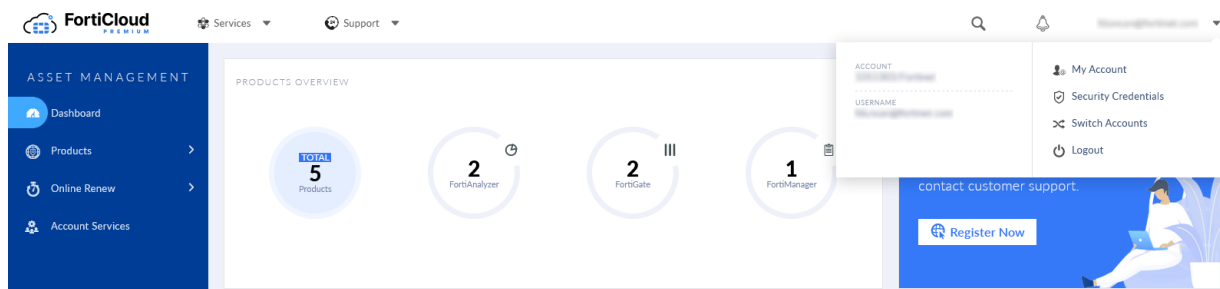 FortiCloud
PREMIUM
Services
Support
ASSET MANAGEMENT
Dashboard
Products
Online Renew
Account Services
PRODUCTS OVERVIEW
TOTAL
5
Products
2
FortiAnalyzer
2
FortiGate
1
FortiManager
ACCOUNT
USERNAME
My Account
Security Credentials
Switch Accounts
Logout
contact customer support.
Register Now